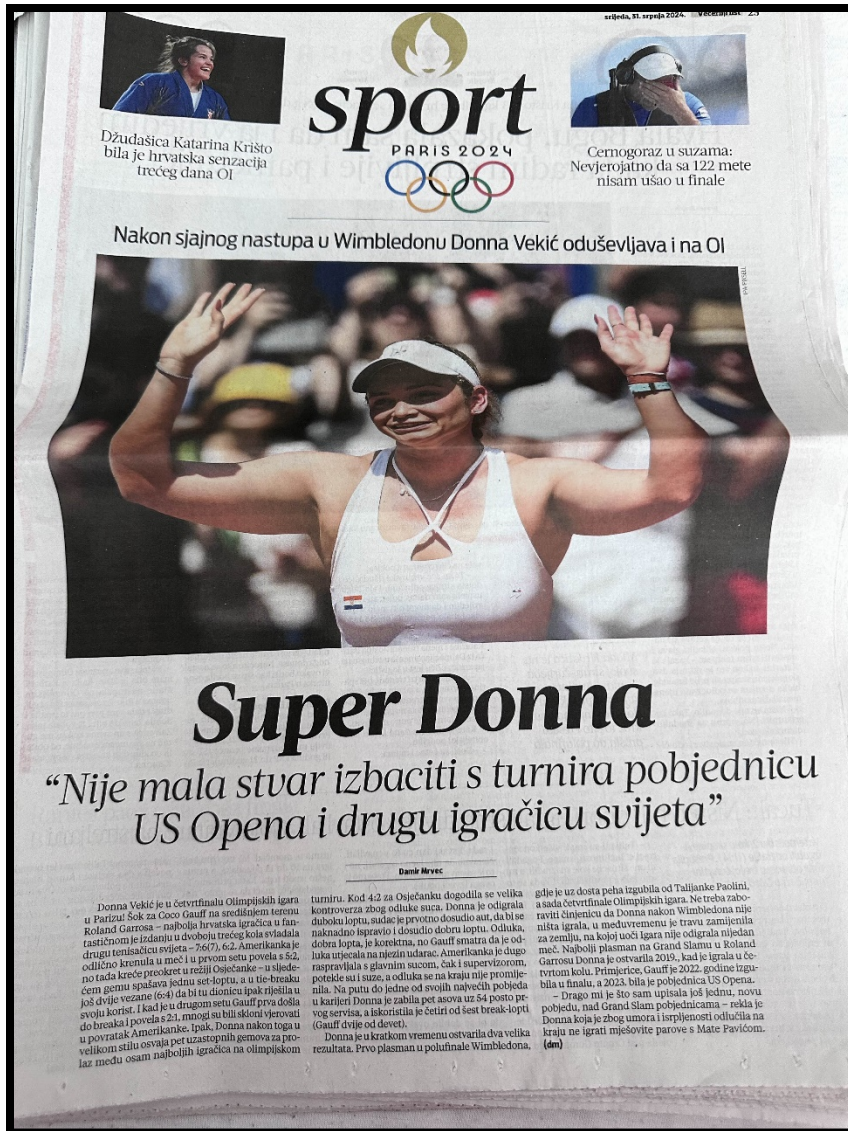 srijeda, 31. srpnja 2024. Večernji list 23
sport
PARIS 2024
Džudašica Katarina Krišto
bila je hrvatska senzacija
trećeg dana OI
Cernogoraz u suzama:
Nevjerojatno da sa 122 mete
nisam ušao u finale
Nakon sjajnog nastupa u Wimbledonu Donna Vekić oduševljava i na OI
Super Donna
“Nije mala stvar izbaciti s turnira pobjednicu
US Opena i drugu igračicu svijeta”
Damir Mrvec
Donna Vekić je u četvrtfinalu Olimpijskih igara
u Parizu! Šok za Coco Gauff na središnjem terenu
Roland Garrosa – najbolja hrvatska igračica u fan-
tastičnom je izdanju u dvoboju trećeg kola svladala
drugu tenisačicu svijeta – 7:6(7), 6:2. Amerikanka je
odlično krenula u meč i u prvom setu povela s 5:2,
no tada kreće preokret u režiji Osječanke – u sljede-
ćem gemu spašava jednu set-loptu, a u tie-breaku
još dvije vezane (6:4) da bi tu dionicu ipak riješila u
svoju korist. I kad je u drugom setu Gauff prva došla
do breaka i povela s 2:1, mnogi su bili skloni vjerovati
u povratak Amerikanke. Ipak, Donna nakon toga u
velikom stilu osvaja pet uzastopnih gemova za pro-
laz među osam najboljih igračica na olimpijskom
turniru. Kod 4:2 za Osječanku dogodila se velika
kontroverza zbog odluke suca. Donna je odigrala
duboku loptu, sudac je prvotno dosudio aut, da bi se
naknadno ispravio i dosudio dobru loptu. Odluka,
dobra lopta, je korektna, no Gauff smatra da je od-
luka utjecala na njezin udarac. Amerikanka je dugo
raspravljala s glavnim sucem, čak i supervizorom,
potekle su i suze, a odluka se na kraju nije promije-
nila. Na putu do jedne od svojih najvećih pobjeda
u karijeri Donna je zabila pet asova uz 54 posto pr-
vog servisa, a iskoristila je četiri od šest break-lopti
(Gauff dvije od devet).
Donna je u kratkom vremenu ostvarila dva velika
rezultata. Prvo plasman u polufinale Wimbledona,
gdje je uz dosta peha izgubila od Talijanke Paolini,
a sada četvrtfinale Olimpijskih igara. Ne treba zabo-
raviti činjenicu da Donna nakon Wimbledona nije
ništa igrala, u međuvremenu je travu zamijenila
za zemlju, na kojoj uoči Igara nije odigrala nijedan
meč. Najbolji plasman na Grand Slamu u Roland
Garrosu Donna je ostvarila 2019., kad je igrala u če-
tvrtom kolu. Primjerice, Gauff je 2022. godine izgu-
bila u finalu, a 2023. bila je pobjednica US Opena.
– Drago mi je što sam upisala još jednu, novu
pobjedu, nad Grand Slam pobjednicama – rekla je
Donna koja je zbog umora i isrpljenosti odlučila na
kraju ne igrati mješovite parove s Mate Pavićem.
(dm)